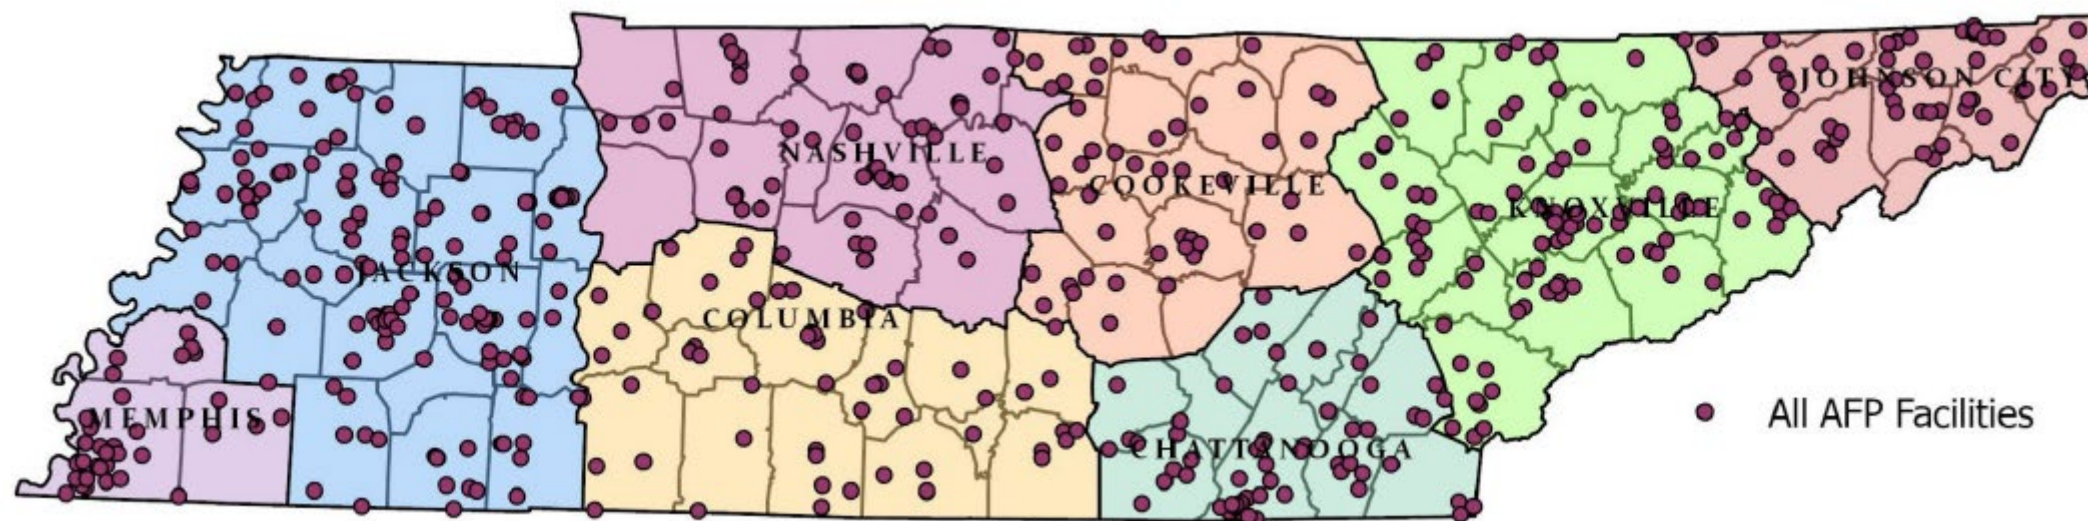 JOHNSON CITY
NASHVILLE
COOKEVILLE
KNOXVILLE
JACKSON
COLUMBIA
MEMPHIS
CHATTANOOGA
All AFP Facilities